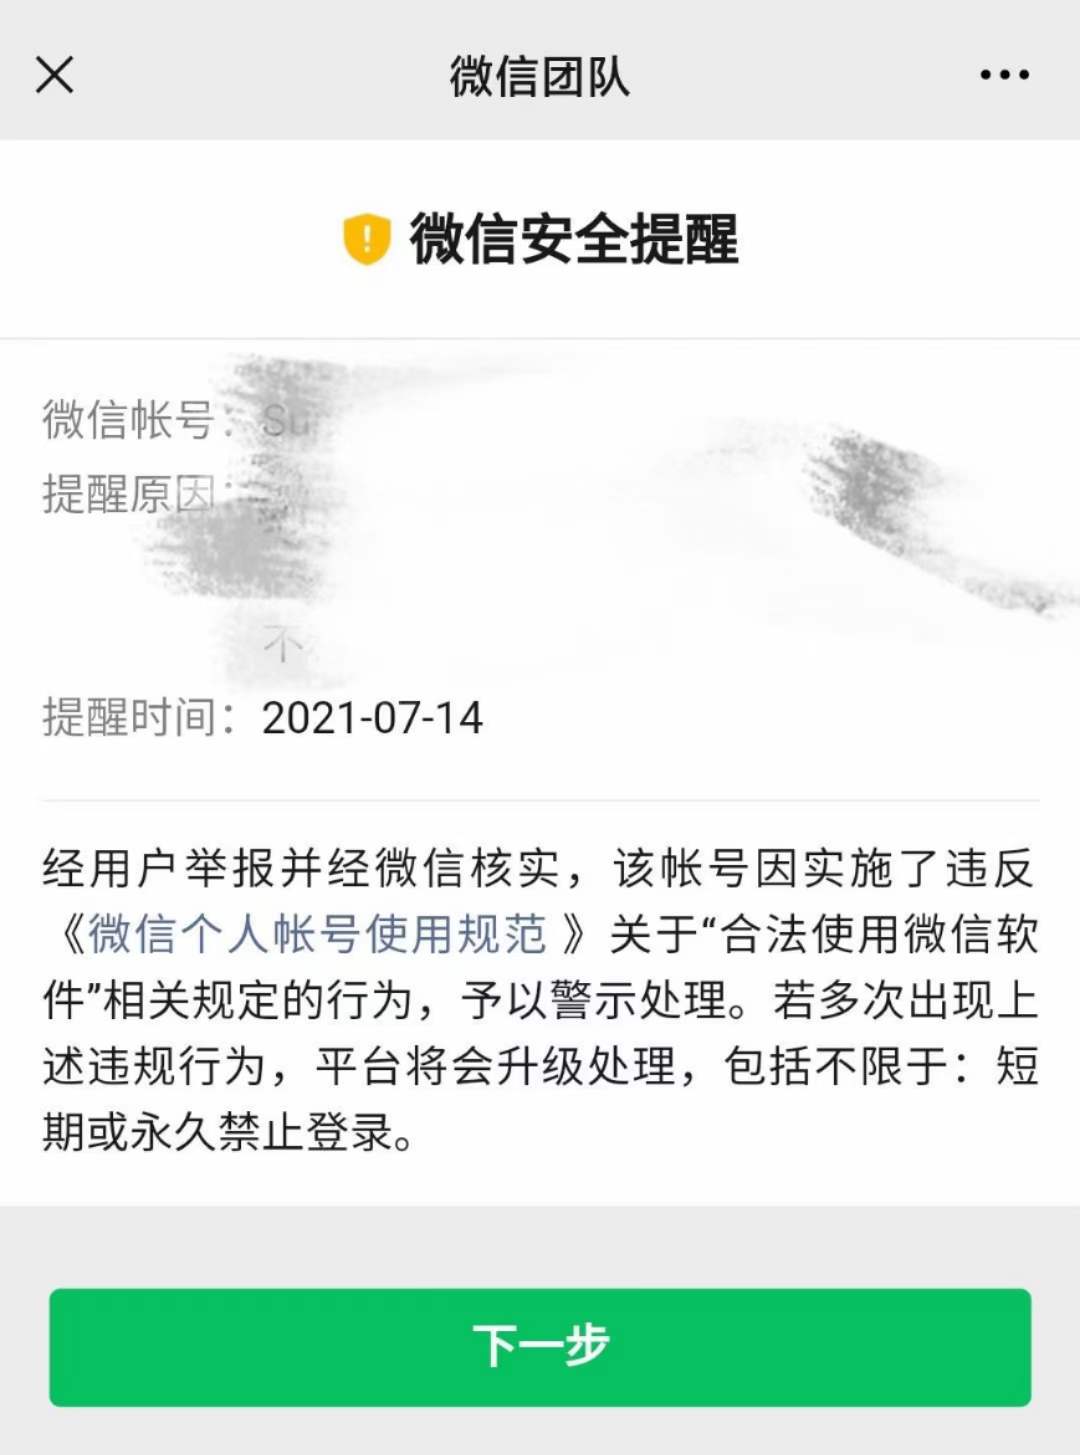 微信团队
微信安全提醒
微信帐号：Su
提醒原因：
不
提醒时间：2021-07-14
经用户举报并经微信核实，该帐号因实施了违反
《微信个人帐号使用规范 》关于“合法使用微信软
件”相关规定的行为，予以警示处理。若多次出现上
述违规行为，平台将会升级处理，包括不限于：短
期或永久禁止登录。
下一步